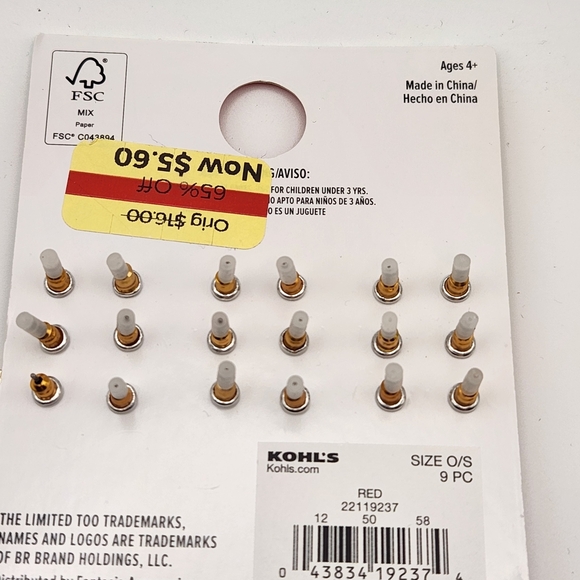 FSC
MIX
Paper
FSC® C043894
Ages 4+
Made in China/
Hecho en China
Now $5.60
65% Off
Orig $16.00
/AVISO:
FOR CHILDREN UNDER 3 YRS.
APTO PARA NIÑOS DE 3 AÑOS.
ES UN JUGUETE
KOHL'S
Kohls.com
SIZE O/S
9 PC
RED
22119237
12 50 58
0 43834 19237 4
THE LIMITED TOO TRADEMARKS,
NAMES AND LOGOS ARE TRADEMARKS
OF BR BRAND HOLDINGS, LLC.